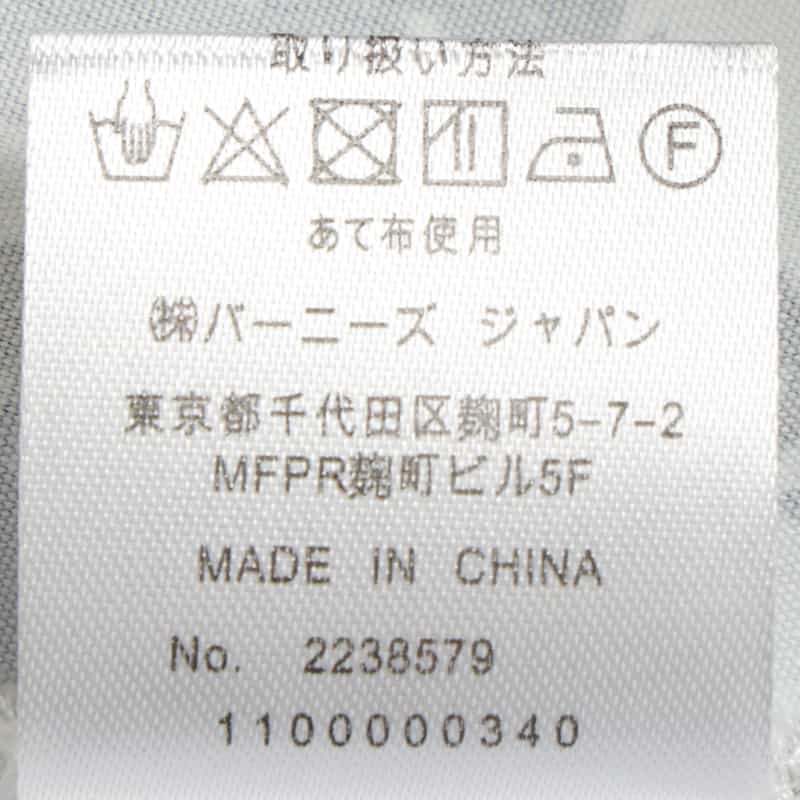 取り扱い方法
F
あて布使用
㈱バーニーズ ジャパン
東京都千代田区麹町5-7-2
MFPR麹町ビル5F
MADE IN CHINA
No. 2238579
1100000340